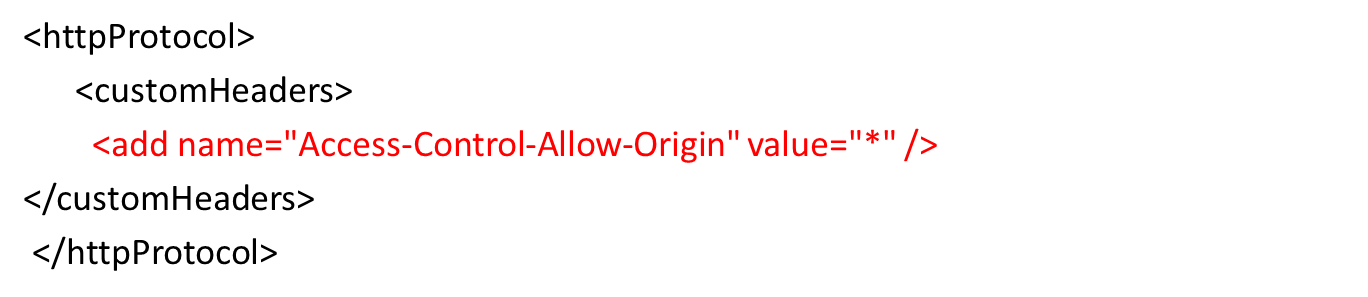 <httpProtocol>
<customHeaders>
<add name="Access-Control-Allow-Origin" value="*" />
</customHeaders>
</httpProtocol>